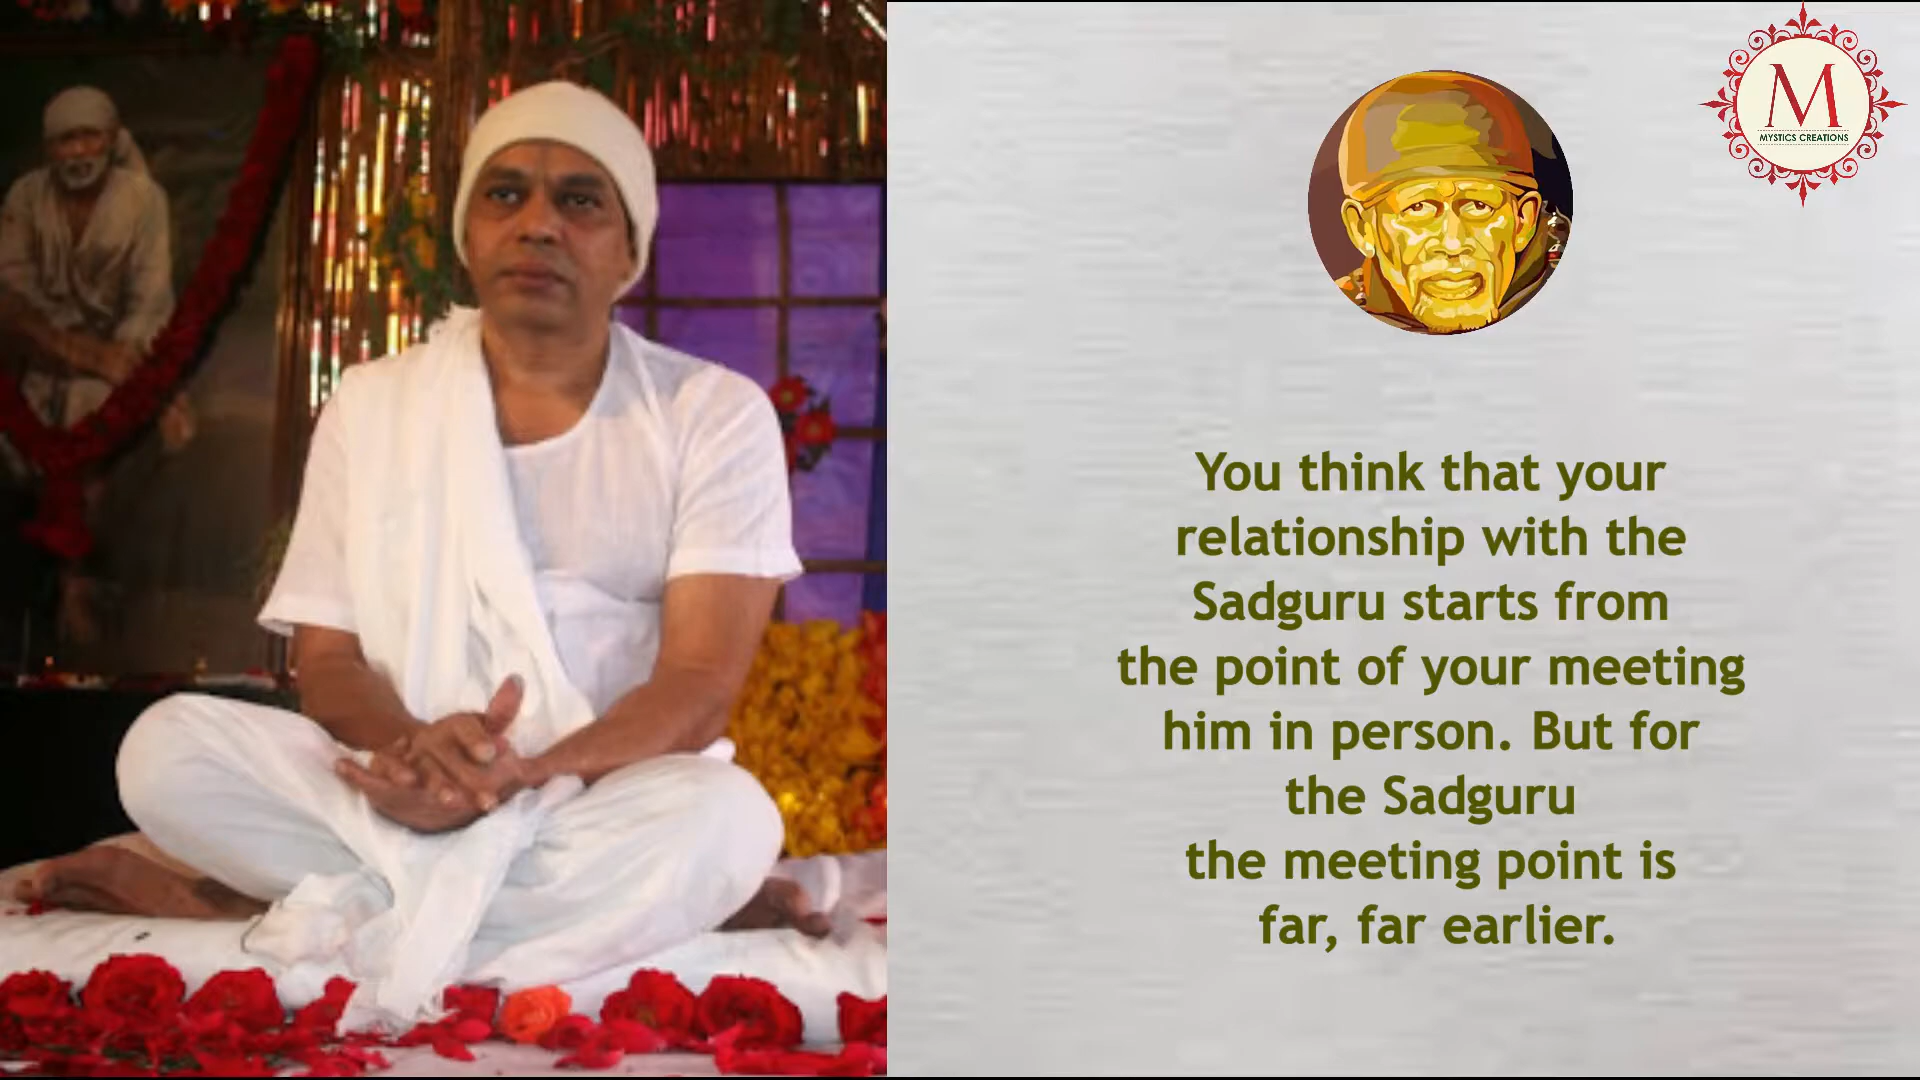 M
MYSTICS CREATIONS
You think that your
relationship with the
Sadguru starts from
the point of your meeting
him in person. But for
the Sadguru
the meeting point is
far, far earlier.